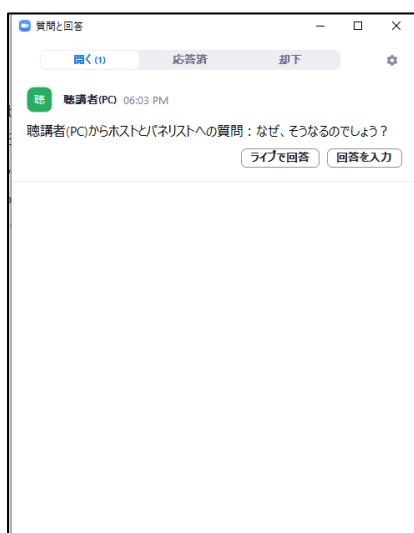 質問と回答
開く(1) 応答済 却下
聴 聴講者(PC) 06:03 PM
聴講者(PC)からホストとパネリストへの質問：なぜ、そうなるのでしょう？
ライブで回答 回答を入力